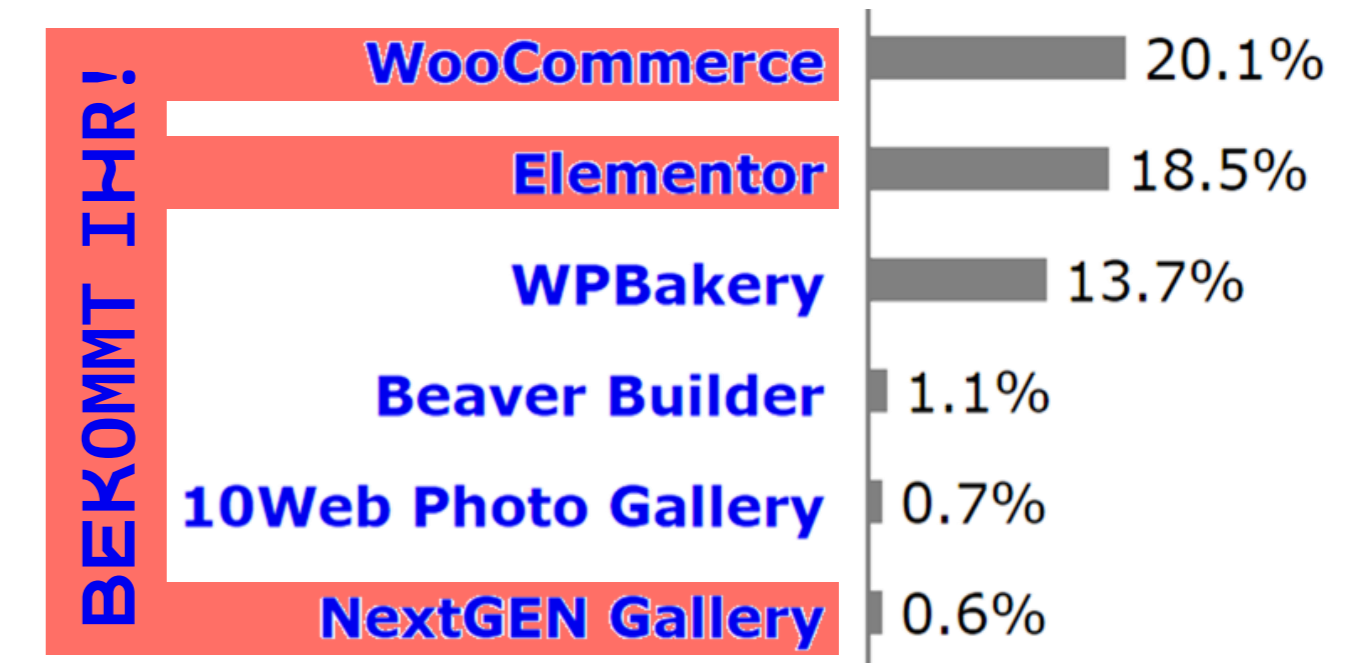 BEKOMMT IHR!
WooCommerce 20.1%
Elementor 18.5%
WPBakery 13.7%
Beaver Builder 1.1%
10Web Photo Gallery 0.7%
NextGEN Gallery 0.6%